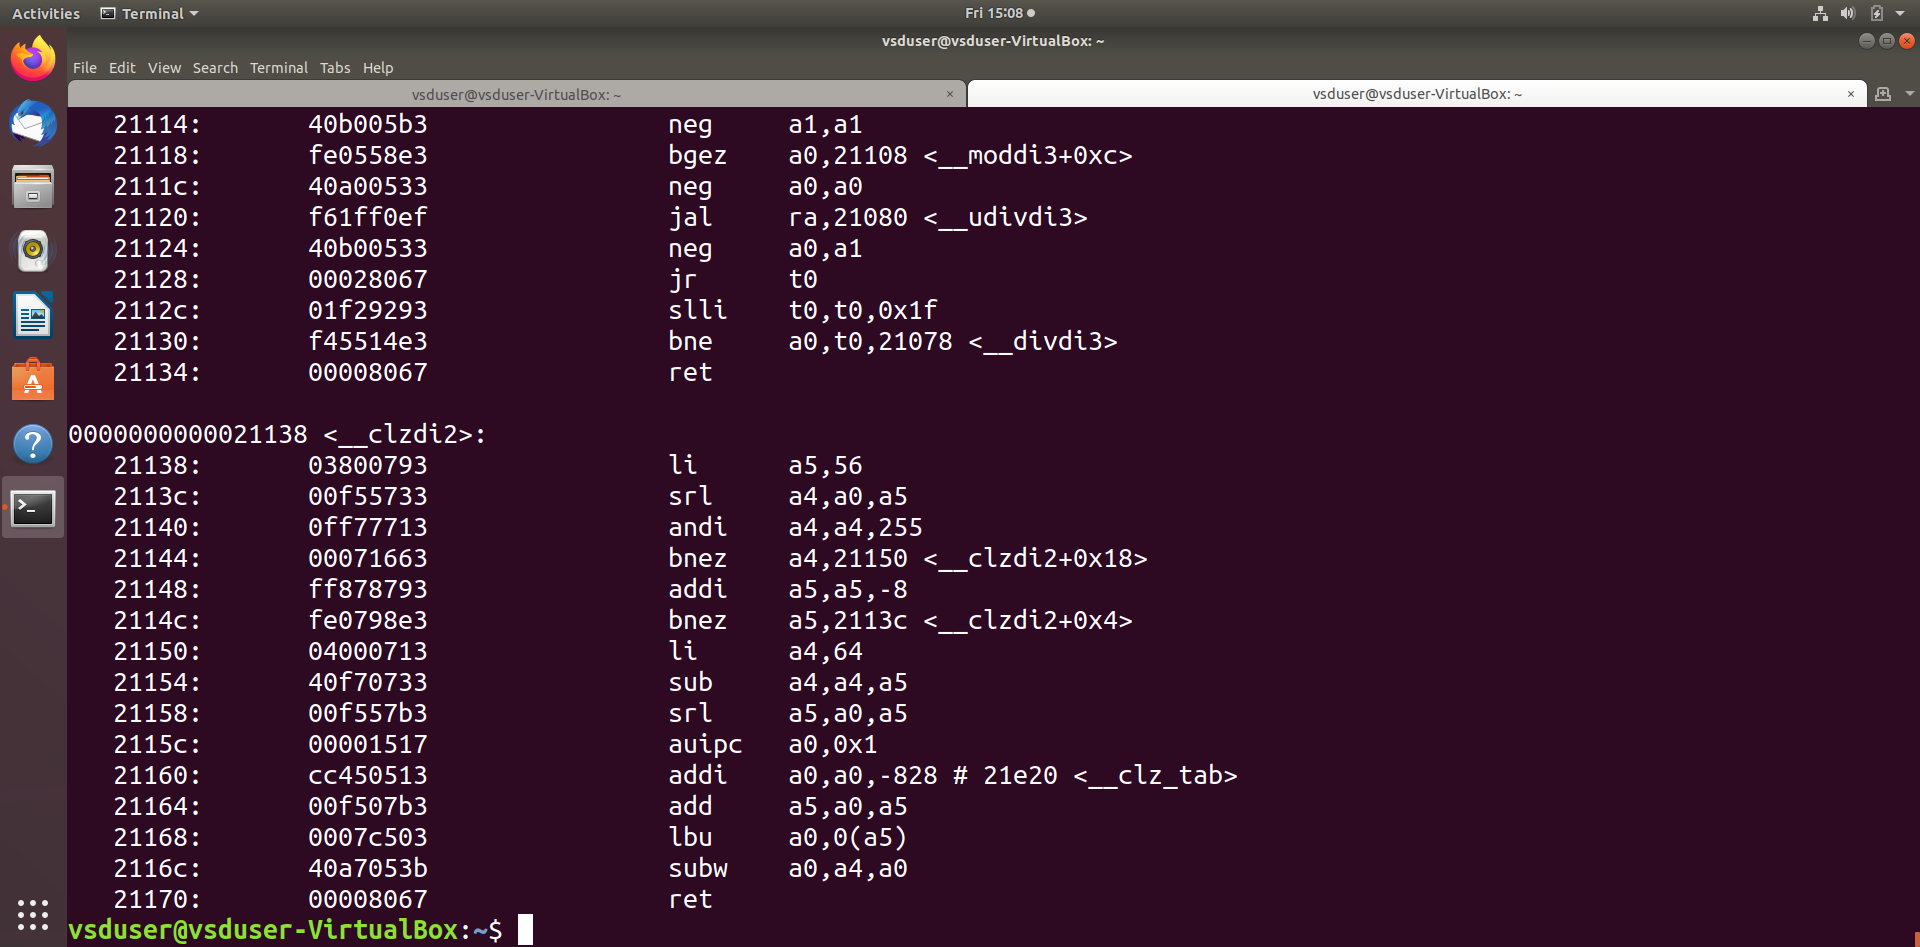 Activities Terminal Fri 15:08
vsduser@vsduser-VirtualBox: ~
File Edit View Search Terminal Tabs Help
vsduser@vsduser-VirtualBox: ~ × vsduser@vsduser-VirtualBox: ~ ×
21114: 40b005b3 neg a1,a1
21118: fe0558e3 bgez a0,21108 <__moddi3+0xc>
2111c: 40a00533 neg a0,a0
21120: f61ff0ef jal ra,21080 <__udivdi3>
21124: 40b00533 neg a0,a1
21128: 00028067 jr t0
2112c: 01f29293 slli t0,t0,0x1f
21130: f45514e3 bne a0,t0,21078 <__divdi3>
21134: 00008067 ret
0000000000021138 <__clzdi2>:
21138: 03800793 li a5,56
2113c: 00f55733 srl a4,a0,a5
21140: 0ff77713 andi a4,a4,255
21144: 00071663 bnez a4,21150 <__clzdi2+0x18>
21148: ff878793 addi a5,a5,-8
2114c: fe0798e3 bnez a5,2113c <__clzdi2+0x4>
21150: 04000713 li a4,64
21154: 40f70733 sub a4,a4,a5
21158: 00f557b3 srl a5,a0,a5
2115c: 00001517 auipc a0,0x1
21160: cc450513 addi a0,a0,-828 # 21e20 <__clz_tab>
21164: 00f507b3 add a5,a0,a5
21168: 0007c503 lbu a0,0(a5)
2116c: 40a7053b subw a0,a4,a0
21170: 00008067 ret
vsduser@vsduser-VirtualBox:~$